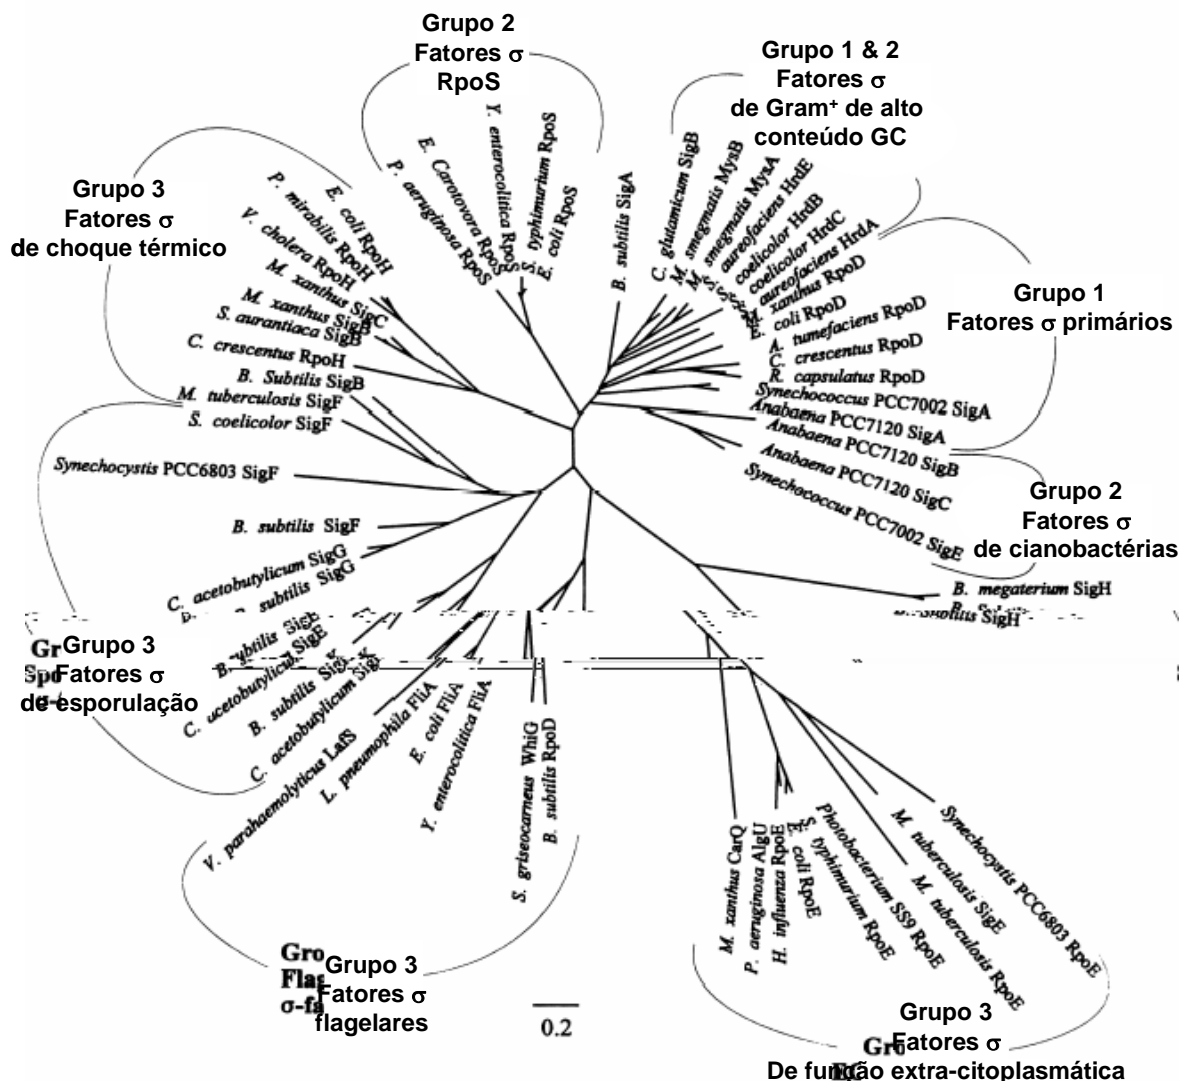 Grupo 2
Fatores σ
RpoS
Grupo 1 & 2
Fatores σ
de Gram⁺ de alto
conteúdo GC
Grupo 3
Fatores σ
de choque térmico
E. coli RpoH
P. mirabilis RpoH
V. cholera RpoH
M. xanthus SigC
M. xanthus SigB
S. aurantiaca SigB
C. crescentus RpoH
P. aeruginosa RpoS
E. Carotovora RpoS
Y. enterocolitica RpoS
S. typhimurium RpoS
E. coli RpoS
B. subtilis SigA
C. glutamicum SigB
M. smegmatis MysB
M. smegmatis MysA
S. aureofaciens HrdE
S. coelicolor HrdB
S. coelicolor HrdC
S. aureofaciens HrdA
M. xanthus RpoD
E. coli RpoD
A. tumefaciens RpoD
C. crescentus RpoD
R. capsulatus RpoD
Synechococcus PCC7002 SigA
Anabaena PCC7120 SigA
Grupo 1
Fatores σ primários
Anabaena PCC7120 SigB
Anabaena PCC7120 SigC
Synechococcus PCC7002 SigE
Grupo 2
Fatores σ
de cianobactérias
B. Subtilis SigB
M. tuberculosis SigF
S. coelicolor SigF
Synechocystis PCC6803 SigF
B. subtilis SigF
C. acetobutylicum SigG
B. subtilis SigG
B. subtilis SigE
C. acetobutylicum SigE
B. subtilis SigK
C. acetobutylicum SigK
Grupo 3
Fatores σ
de esporulação
B. megaterium SigH
B. subtilis SigH
V. parahaemolyticus LafS
L. pneumophila FliA
E. coli FliA
Y. enterocolitica FliA
S. griseocarneus WhiG
B. subtilis RpoD
Gro
Flag
σ-fa
Grupo 3
Fatores σ
flagelares
0.2
M. xanthus CarQ
P. aeruginosa AlgU
H. influenza RpoE
E. coli RpoE
S. typhimurium RpoE
Photobacterium SS9 RpoE
M. tuberculosis RpoE
M. tuberculosis SigE
Synechocystis PCC6803 RpoE
Grupo 3
Fatores σ
De função extra-citoplasmática